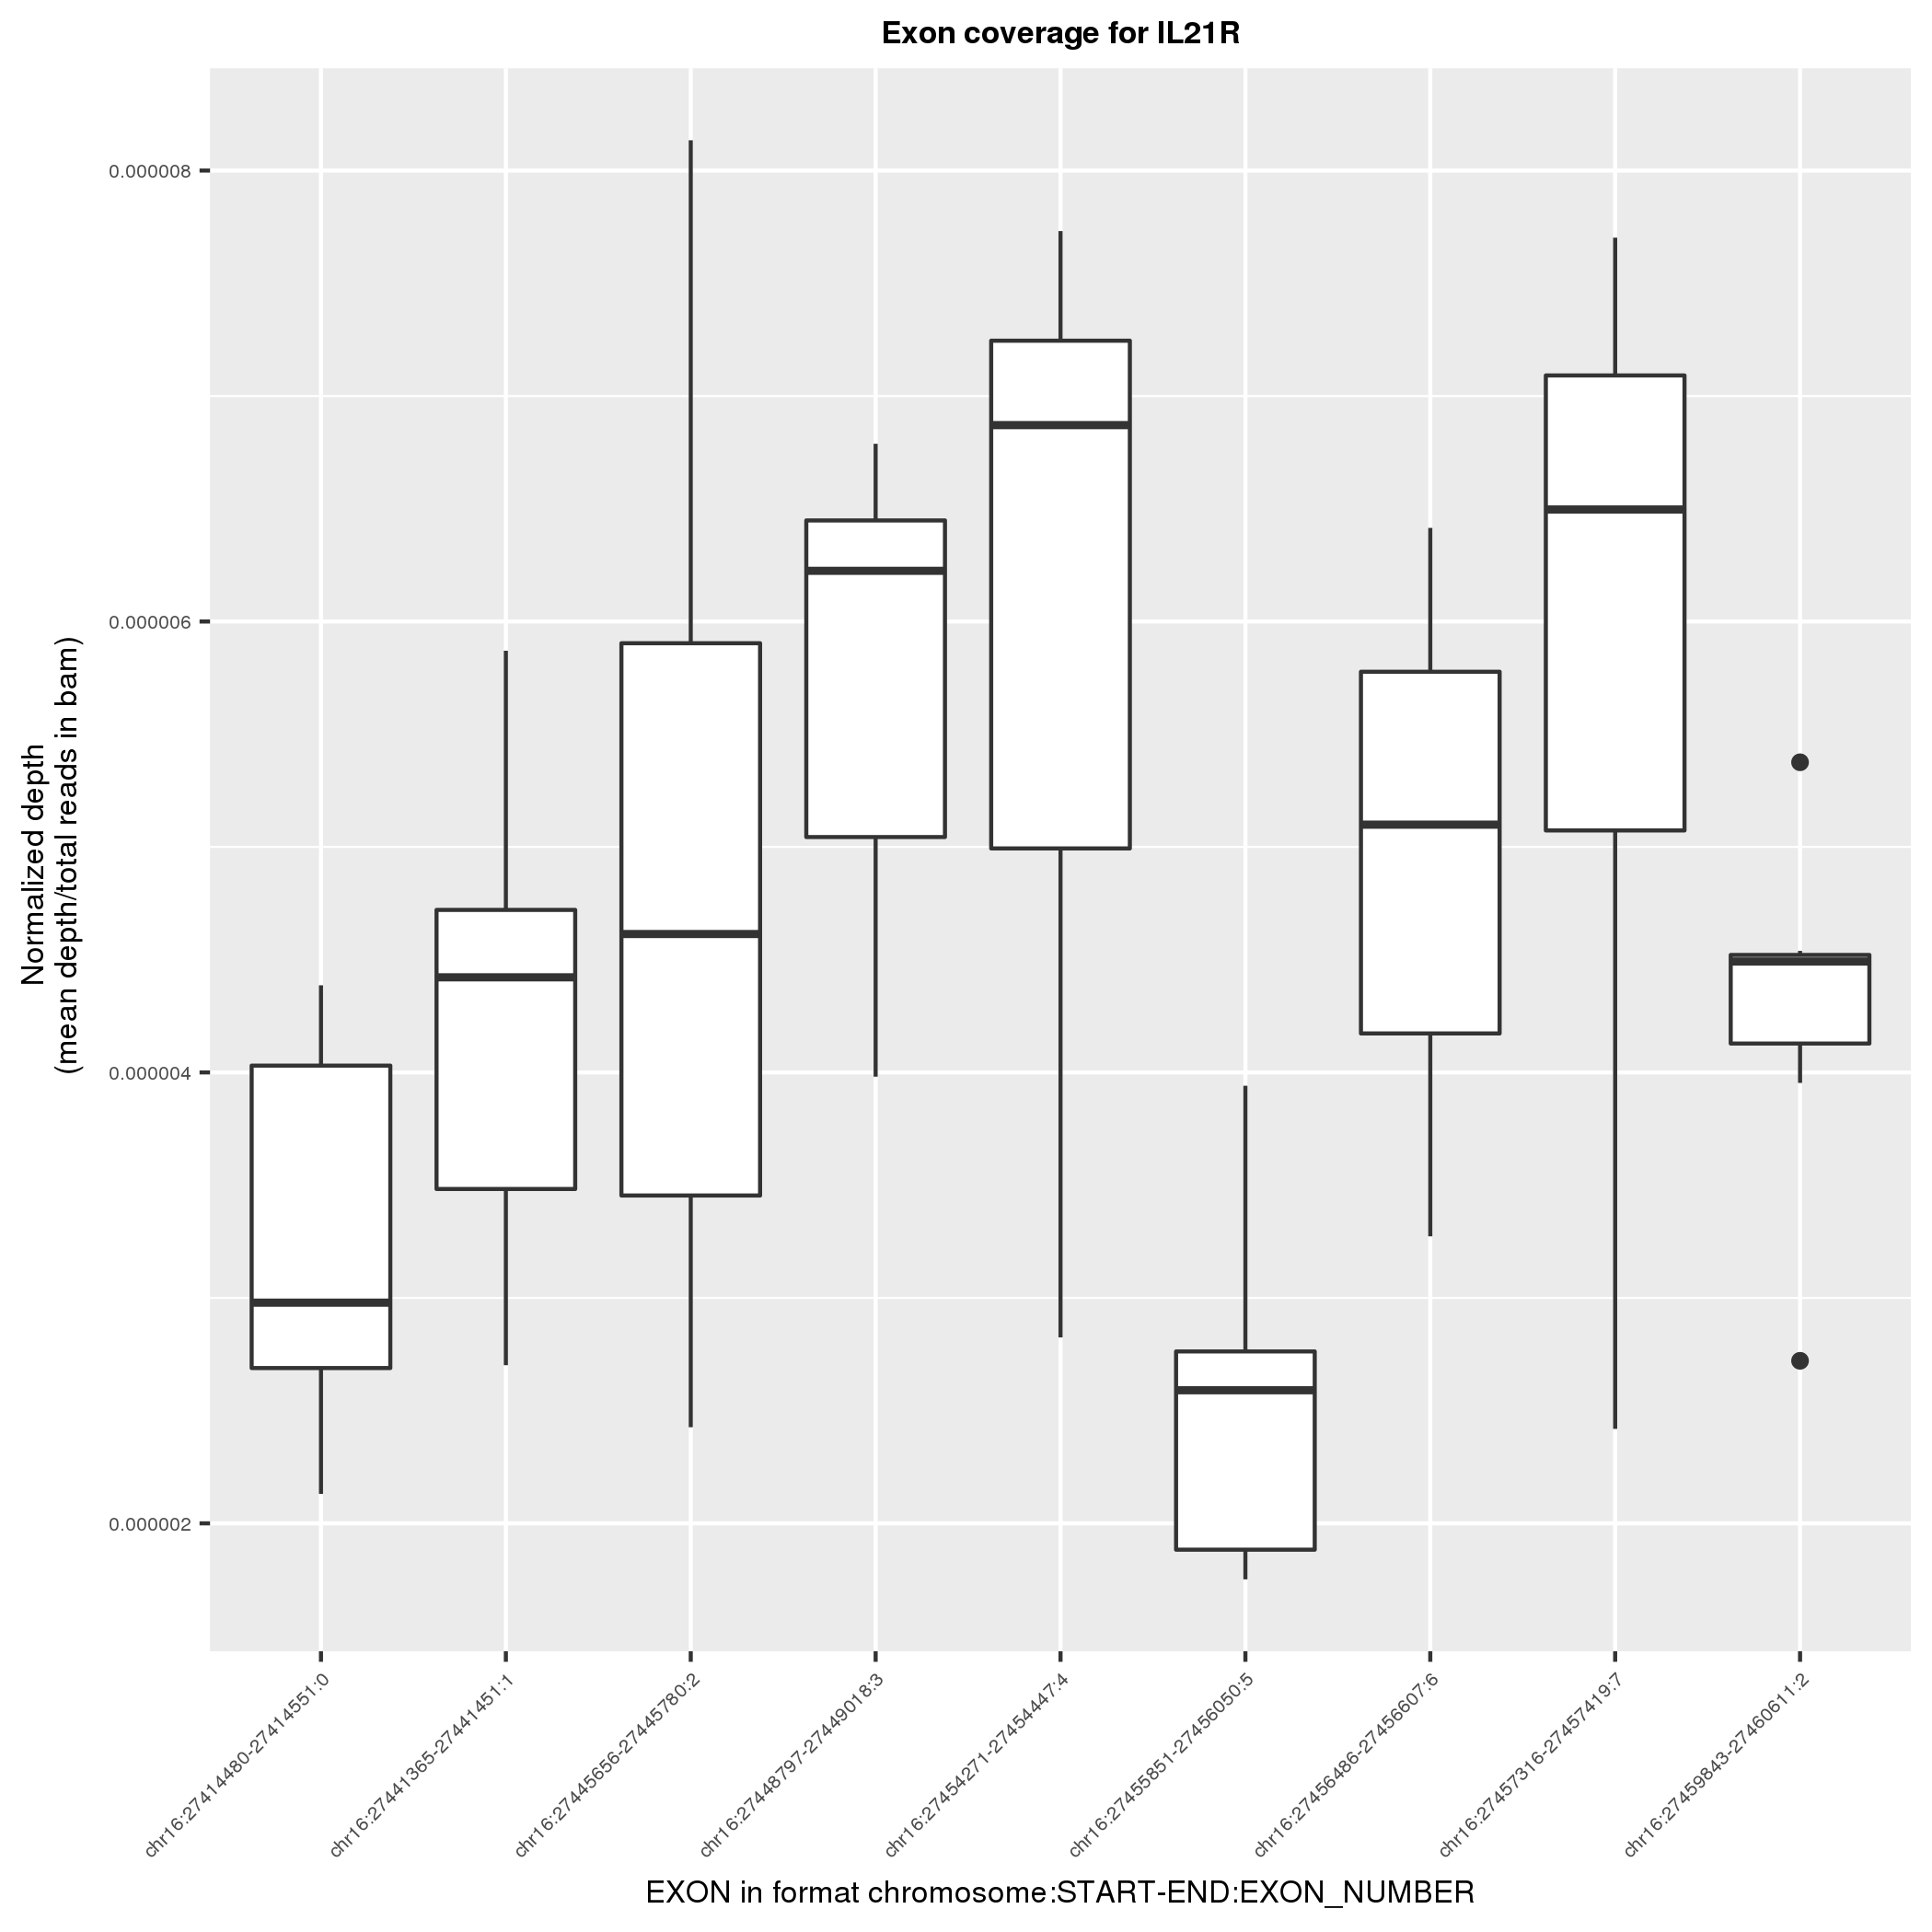 Exon coverage for IL21R
0.000008
0.000006
0.000004
0.000002
Normalized depth
(mean depth/total reads in bam)
chr16:27414480-27414551:0
chr16:27441365-27441451:1
chr16:27445656-27445780:2
chr16:27448797-27449018:3
chr16:27454271-27454447:4
chr16:27455851-27456050:5
chr16:27456486-27456607:6
chr16:27457316-27457419:7
chr16:27459843-27460611:2
EXON in format chromosome:START-END:EXON_NUMBER